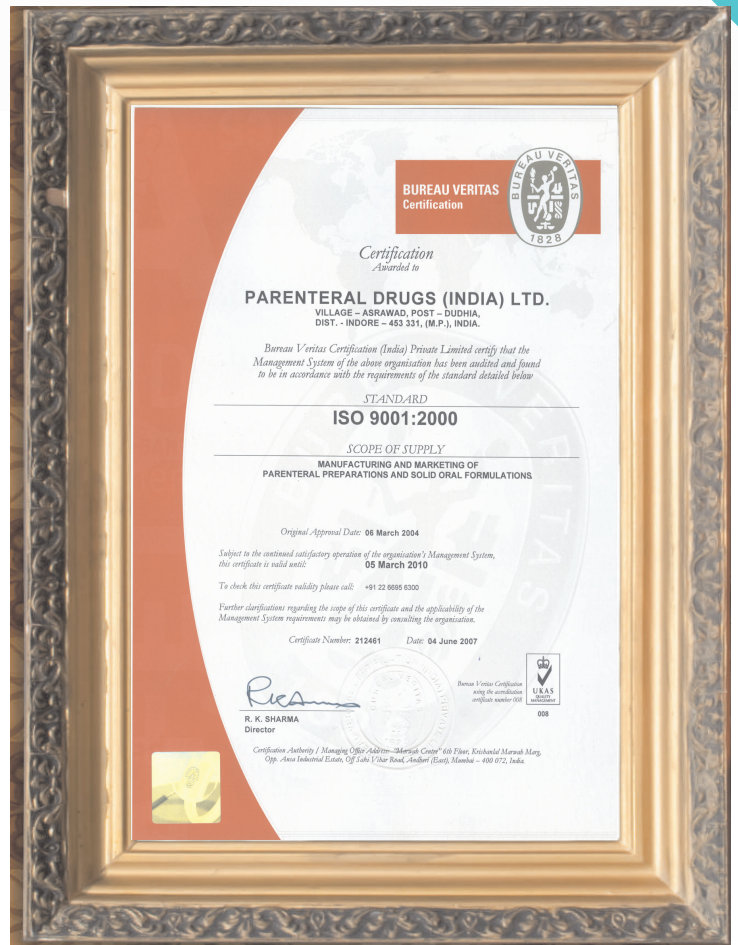 BUREAU VERITAS
Certification
BUREAU VERITAS
1828
Certification
Awarded to
PARENTERAL DRUGS (INDIA) LTD.
VILLAGE – ASRAWAD, POST – DUDHIA,
DIST. - INDORE – 453 331, (M.P.), INDIA.
Bureau Veritas Certification (India) Private Limited certify that the
Management System of the above organisation has been audited and found
to be in accordance with the requirements of the standard detailed below
STANDARD
ISO 9001:2000
SCOPE OF SUPPLY
MANUFACTURING AND MARKETING OF
PARENTERAL PREPARATIONS AND SOLID ORAL FORMULATIONS
Original Approval Date: 06 March 2004
Subject to the continued satisfactory operation of the organisation's Management System,
this certificate is valid until: 05 March 2010
To check this certificate validity please call: +91 22 6695 6300
Further clarifications regarding the scope of this certificate and the applicability of the
Management System requirements may be obtained by consulting the organisation.
Certificate Number: 212461 Date: 04 June 2007
Bureau Veritas Certification
using the accreditation
certificate number 008
UKAS
QUALITY
MANAGEMENT
008
R. K. SHARMA
Director
Certification Authority / Managing Office Address: "Marwah Centre" 6th Floor, Krishanlal Marwah Marg,
Opp. Ansa Industrial Estate, Off Saki Vihar Road, Andheri (East), Mumbai – 400 072, India